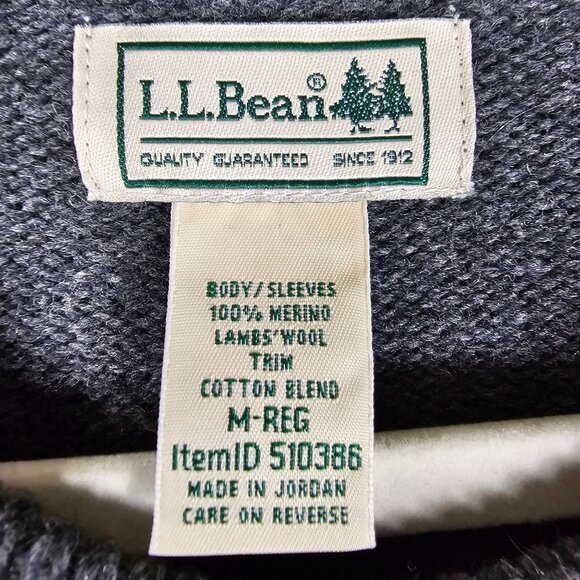 L.L.Bean®
QUALITY GUARANTEED SINCE 1912
BODY/SLEEVES
100% MERINO
LAMBS' WOOL
TRIM
COTTON BLEND
M-REG
ItemID 510386
MADE IN JORDAN
CARE ON REVERSE